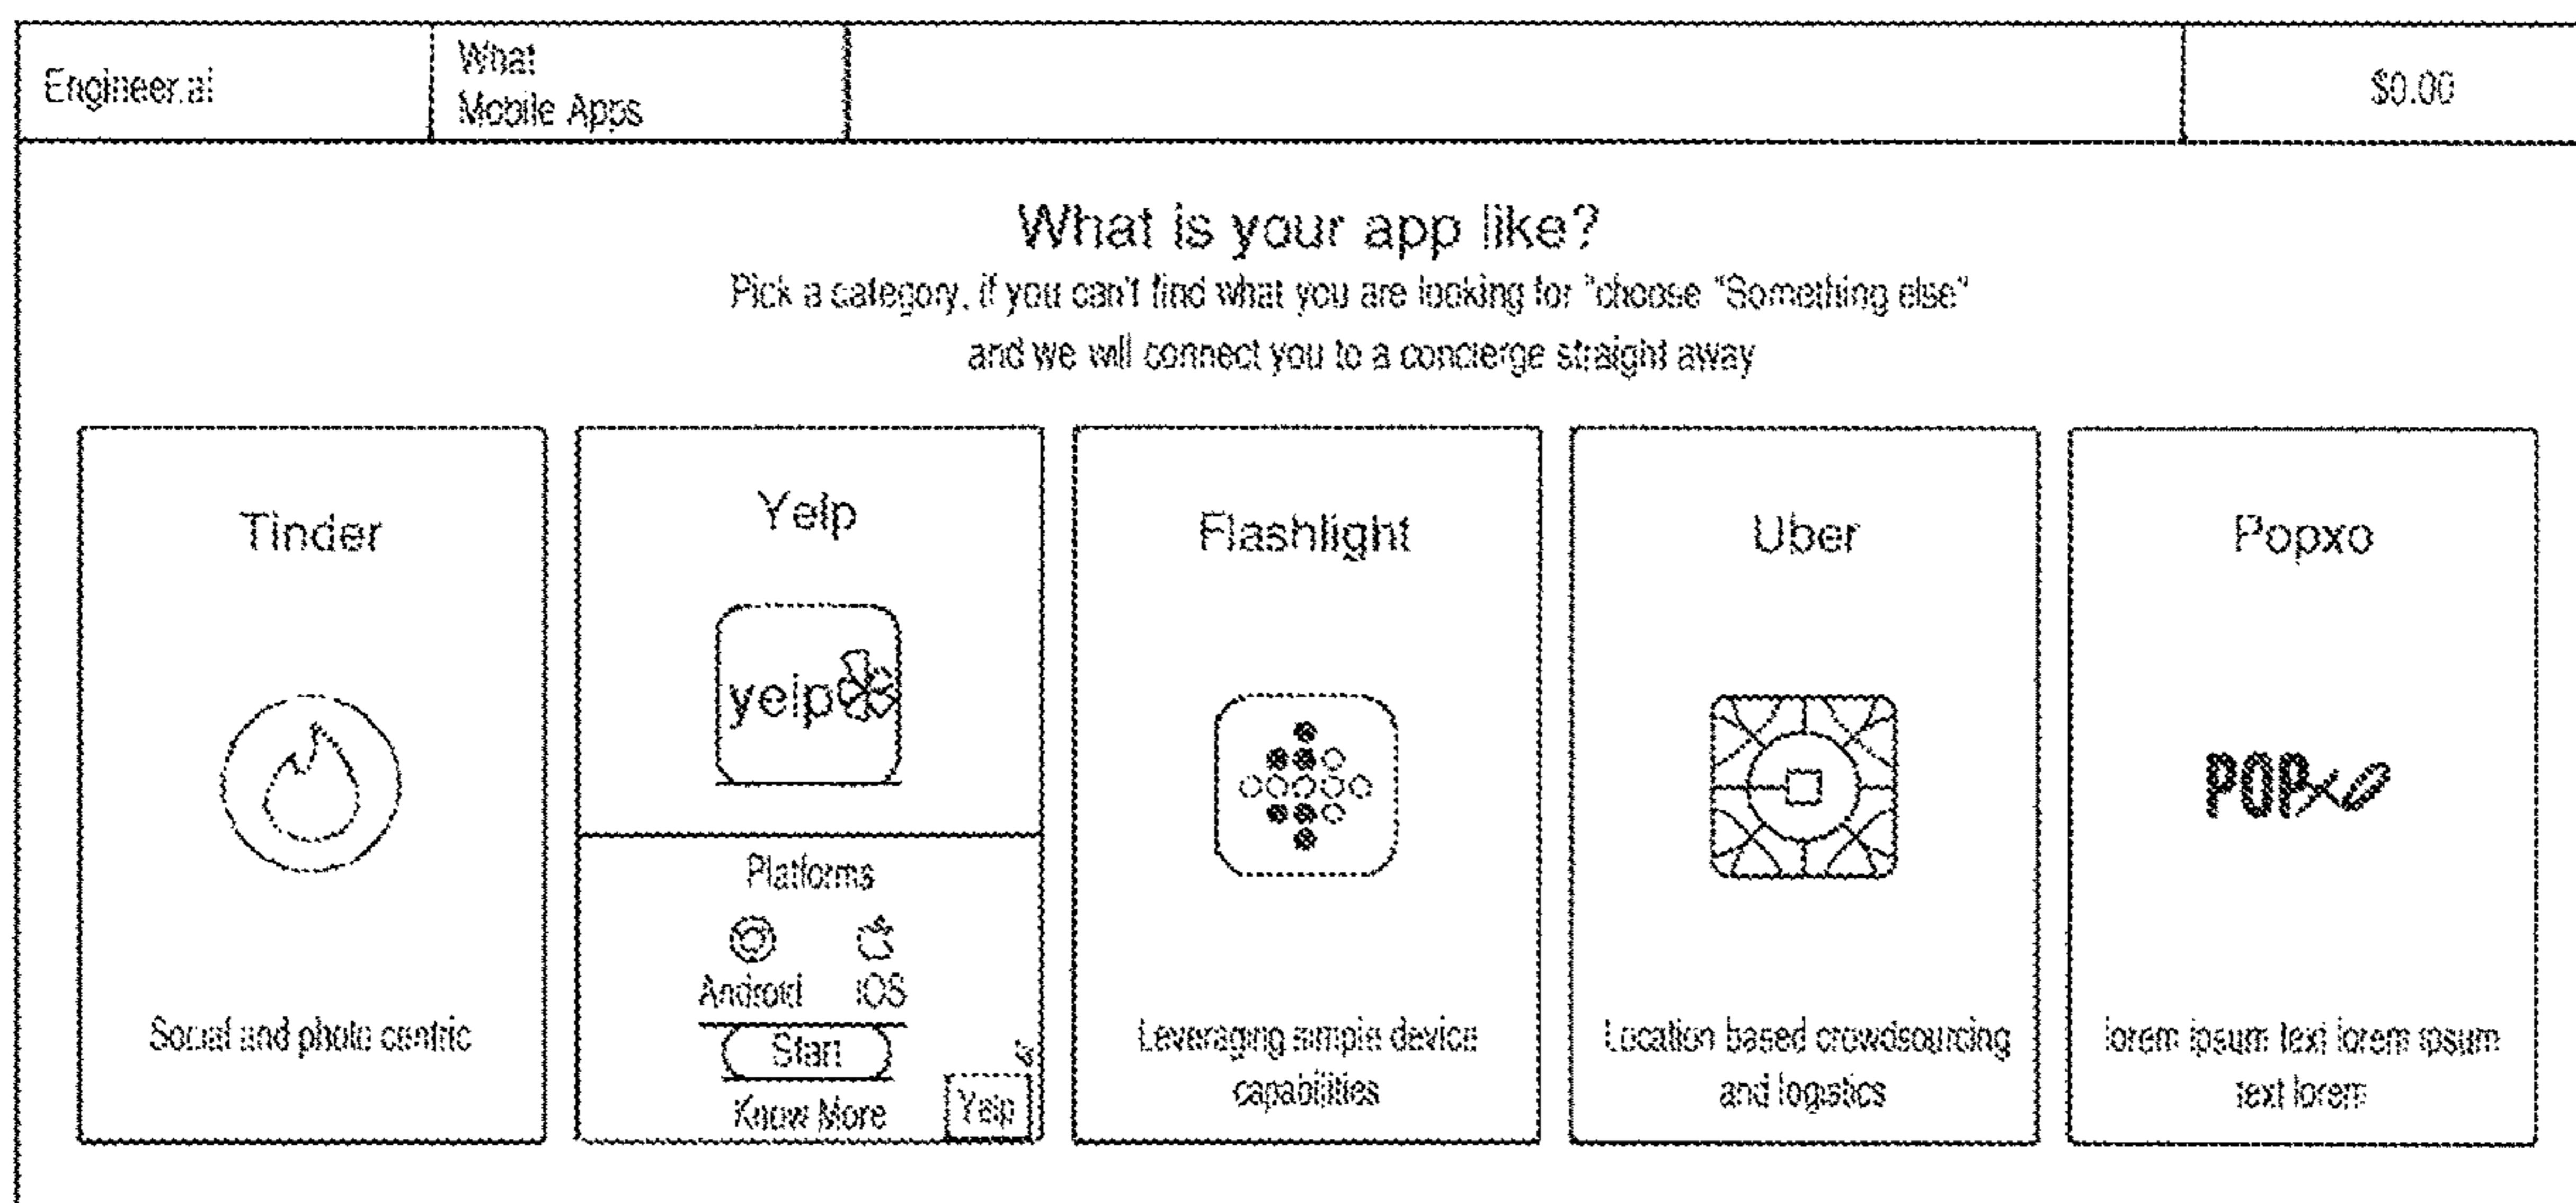 Engineer.ai
What
Mobile Apps
$0.00
What is your app like?
Pick a category, if you can't find what you are looking for "choose "Something else"
and we will connect you to a concierge straight away
Tinder
Social and photo centric
Yelp
yelp
Platforms
Android iOS
Start
Know More
Yelp
Flashlight
Leveraging simple device
capabilities
Uber
Location based crowdsourcing
and logistics
Popxo
POPxo
lorem ipsum text lorem ipsum
text lorem